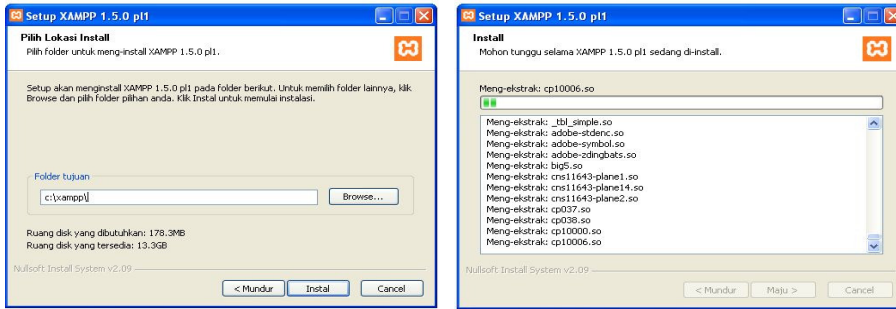 Setup XAMPP 1.5.0 pl1
Pilih Lokasi Install
Pilih folder untuk meng-install XAMPP 1.5.0 pl1.
Setup akan menginstall XAMPP 1.5.0 pl1 pada folder berikut. Untuk memilih folder lainnya, klik
Browse dan pilih folder pilihan anda. Klik Instal untuk memulai instalasi.
Folder tujuan
c:\xampp\
Browse...
Ruang disk yang dibutuhkan: 178.3MB
Ruang disk yang tersedia: 13.3GB
Nullsoft Install System v2.09
< Mundur
Instal
Cancel
Setup XAMPP 1.5.0 pl1
Install
Mohon tunggu selama XAMPP 1.5.0 pl1 sedang di-install.
Meng-ekstrak: cp10006.so
Meng-ekstrak: _tbl_simple.so
Meng-ekstrak: adobe-stdenc.so
Meng-ekstrak: adobe-symbol.so
Meng-ekstrak: adobe-zdingbats.so
Meng-ekstrak: big5.so
Meng-ekstrak: cns11643-plane1.so
Meng-ekstrak: cns11643-plane14.so
Meng-ekstrak: cns11643-plane2.so
Meng-ekstrak: cp037.so
Meng-ekstrak: cp038.so
Meng-ekstrak: cp10000.so
Meng-ekstrak: cp10006.so
Nullsoft Install System v2.09
< Mundur
Maju >
Cancel